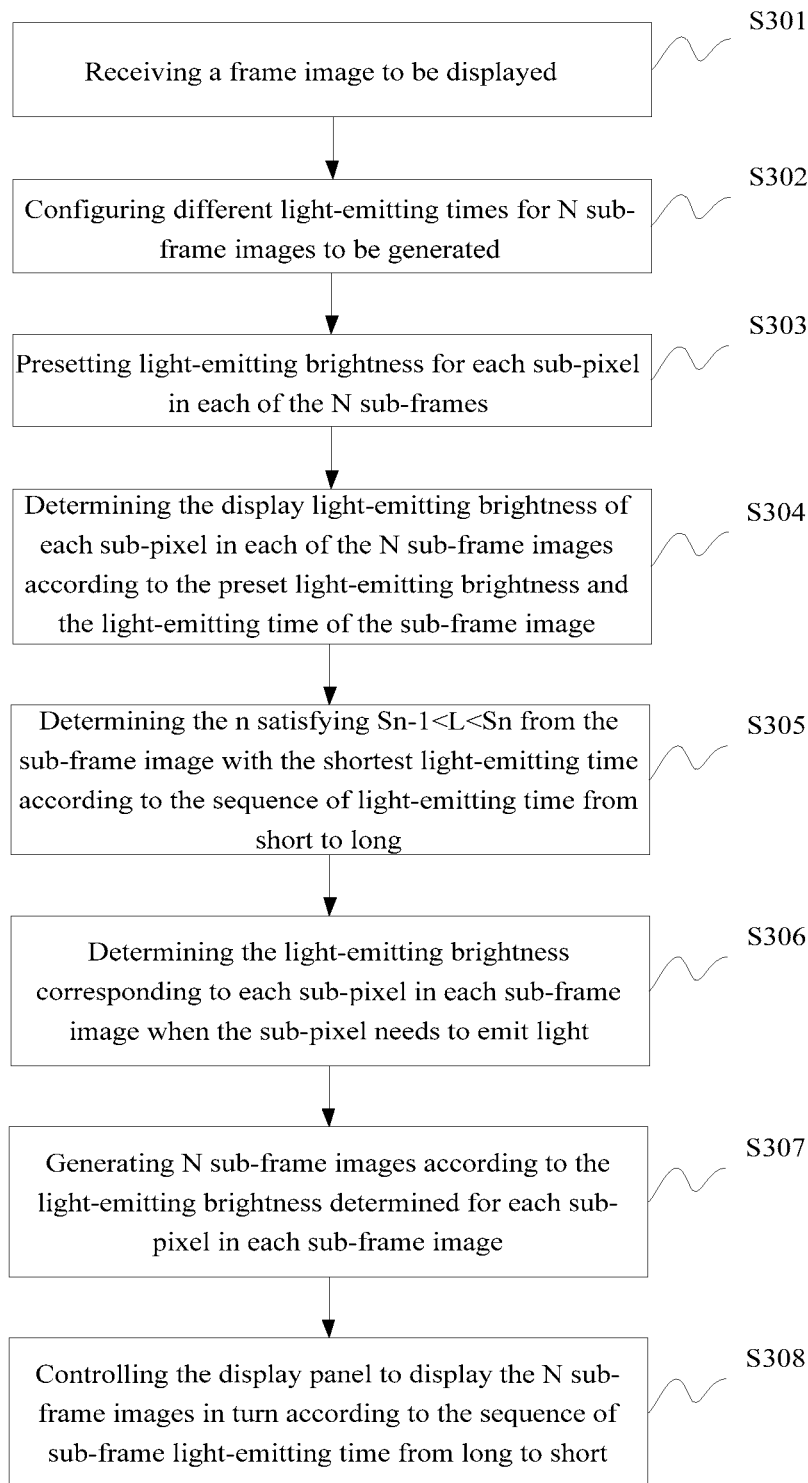 S301
Receiving a frame image to be displayed
S302
Configuring different light-emitting times for N sub-
frame images to be generated
S303
Presetting light-emitting brightness for each sub-pixel
in each of the N sub-frames
S304
Determining the display light-emitting brightness of
each sub-pixel in each of the N sub-frame images
according to the preset light-emitting brightness and
the light-emitting time of the sub-frame image
S305
Determining the n satisfying Sn-1<L<Sn from the
sub-frame image with the shortest light-emitting time
according to the sequence of light-emitting time from
short to long
S306
Determining the light-emitting brightness
corresponding to each sub-pixel in each sub-frame
image when the sub-pixel needs to emit light
S307
Generating N sub-frame images according to the
light-emitting brightness determined for each sub-
pixel in each sub-frame image
S308
Controlling the display panel to display the N sub-
frame images in turn according to the sequence of
sub-frame light-emitting time from long to short